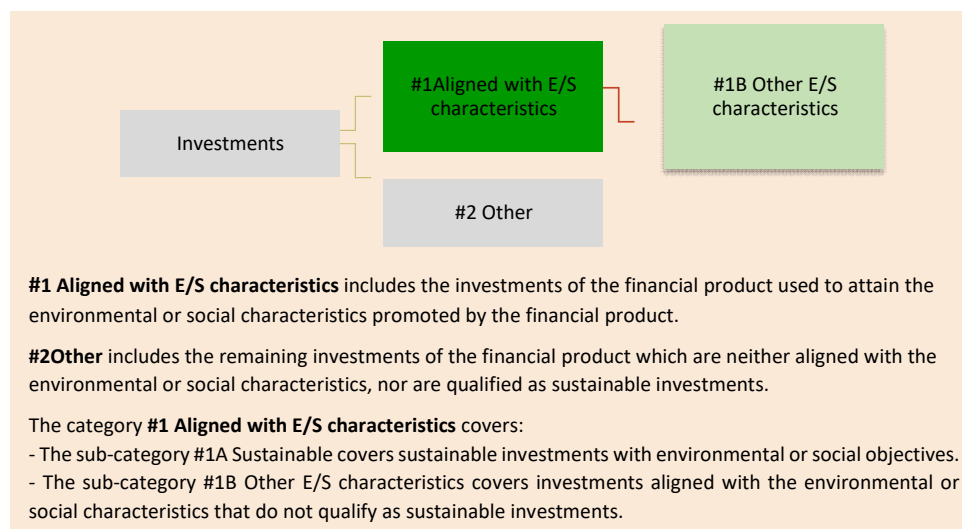 #1Aligned with E/S
characteristics
#1B Other E/S
characteristics
Investments
#2 Other
#1 Aligned with E/S characteristics includes the investments of the financial product used to attain the
environmental or social characteristics promoted by the financial product.
#2Other includes the remaining investments of the financial product which are neither aligned with the
environmental or social characteristics, nor are qualified as sustainable investments.
The category #1 Aligned with E/S characteristics covers:
- The sub-category #1A Sustainable covers sustainable investments with environmental or social objectives.
- The sub-category #1B Other E/S characteristics covers investments aligned with the environmental or
social characteristics that do not qualify as sustainable investments.